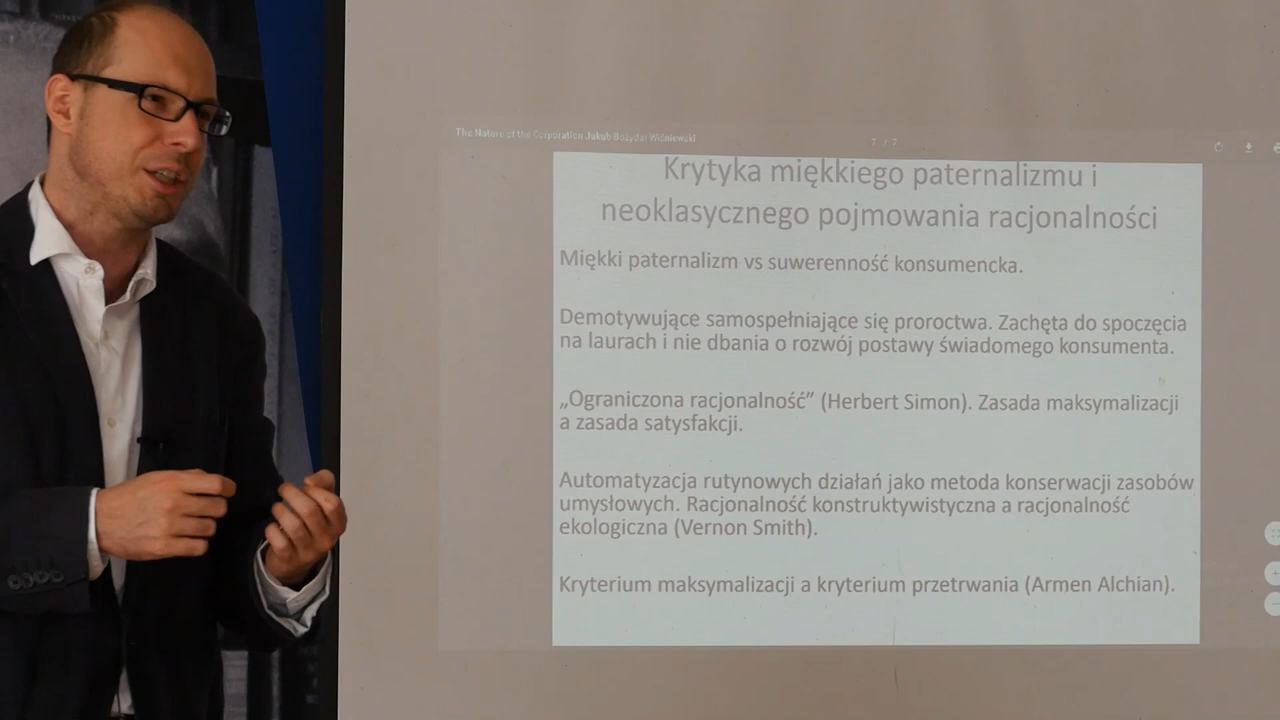 The Nature of the Corporation Jakub Bożydar Wiśniewski
7 / 7
Krytyka miękkiego paternalizmu i
neoklasycznego pojmowania racjonalności
Miękki paternalizm vs suwerenność konsumencka.
Demotywujące samospełniające się proroctwa. Zachęta do spoczęcia
na laurach i nie dbania o rozwój postawy świadomego konsumenta.
„Ograniczona racjonalność” (Herbert Simon). Zasada maksymalizacji
a zasada satysfakcji.
Automatyzacja rutynowych działań jako metoda konserwacji zasobów
umysłowych. Racjonalność konstruktywistyczna a racjonalność
ekologiczna (Vernon Smith).
Kryterium maksymalizacji a kryterium przetrwania (Armen Alchian).